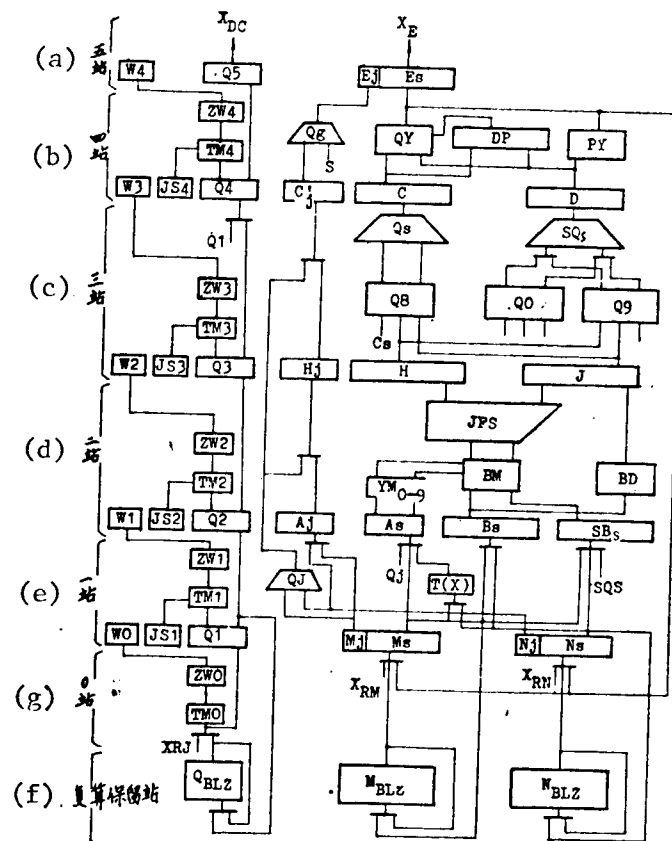 X_DC X_E
(a) 五站 W4 Q5 Ej Es
(b) 四站 ZW4 Qg QY DP PY
TM4 S
W3 JS4 Q4 C'j C D
Q1 Qs SQs
(c) 三站 ZW3 Q8 Q0 Q9
TM3 Cs
W2 JS3 Q3 Hj H J
JFS
(d) 二站 ZW2 BM BD
TM2 YM0-9
W1 JS2 Q2 Aj As Bs SBs
(e) 一站 ZW1 QJ Qj T(X) SQS
TM1
W0 JS1 Q1 Mj Ms Nj Ns
(g) 0站 ZW0 X_RM X_RN
TM0
XRJ
(f) 复算保留站 Q_BLZ M_BLZ N_BLZ